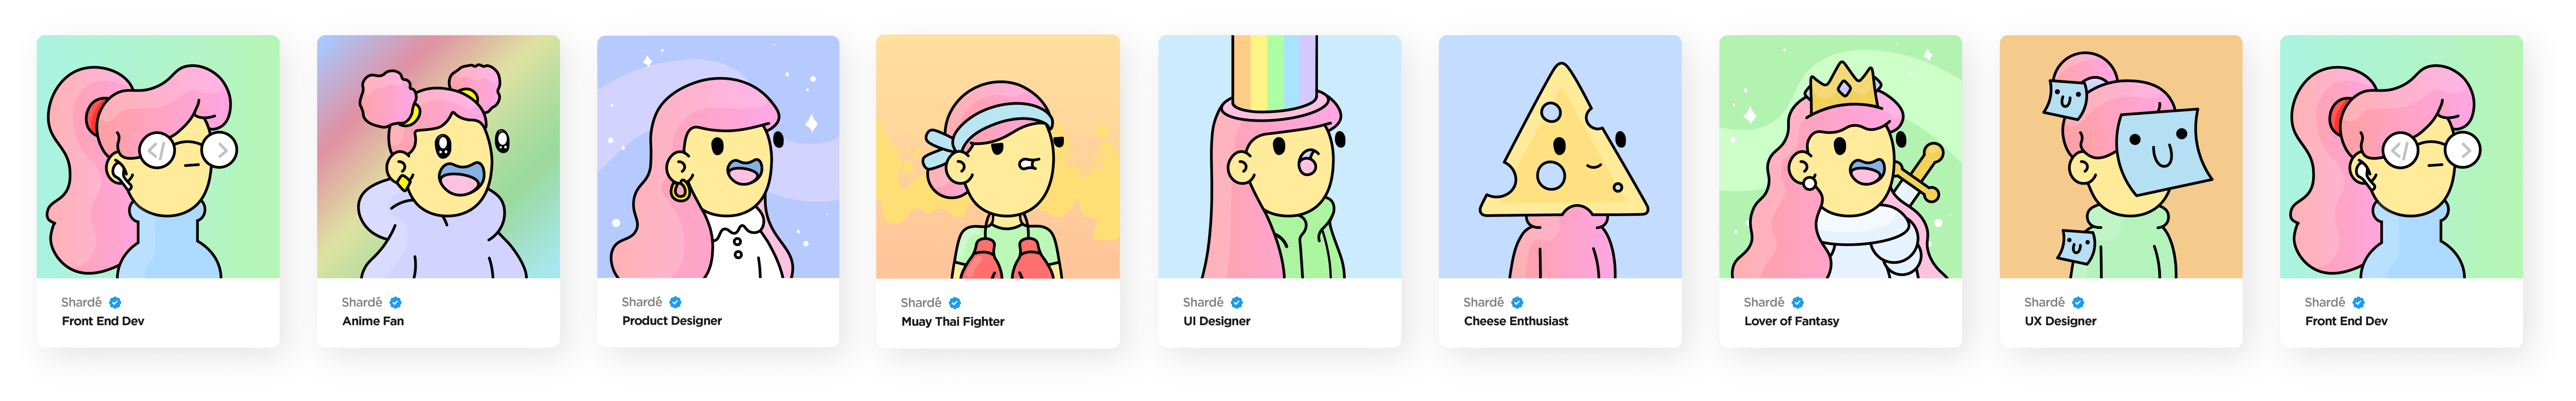 Shardé
Front End Dev
Shardé
Anime Fan
Shardé
Product Designer
Shardé
Muay Thai Fighter
Shardé
UI Designer
Shardé
Cheese Enthusiast
Shardé
Lover of Fantasy
Shardé
UX Designer
Shardé
Front End Dev